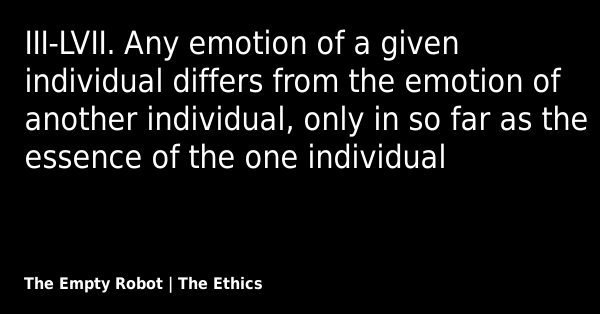 III-LVII. Any emotion of a given
individual differs from the emotion of
another individual, only in so far as the
essence of the one individual
The Empty Robot | The Ethics